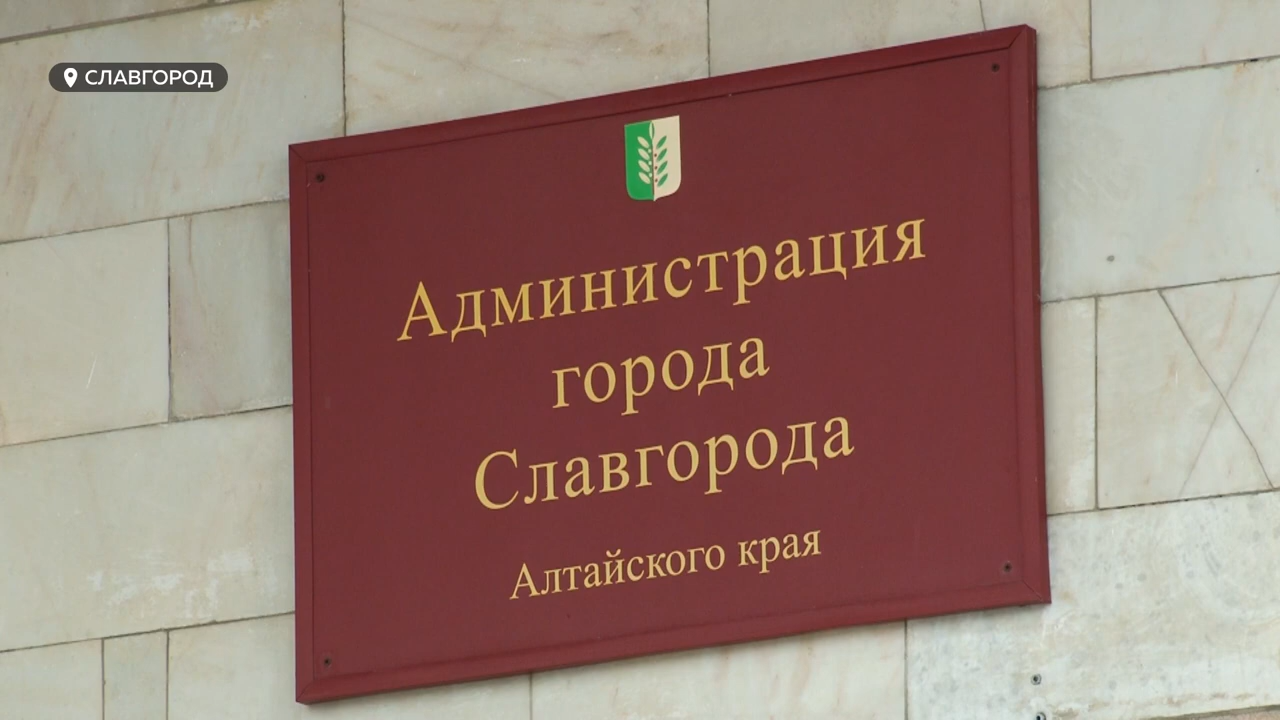 СЛАВГОРОД
Администрация
города
Славгорода
Алтайского края